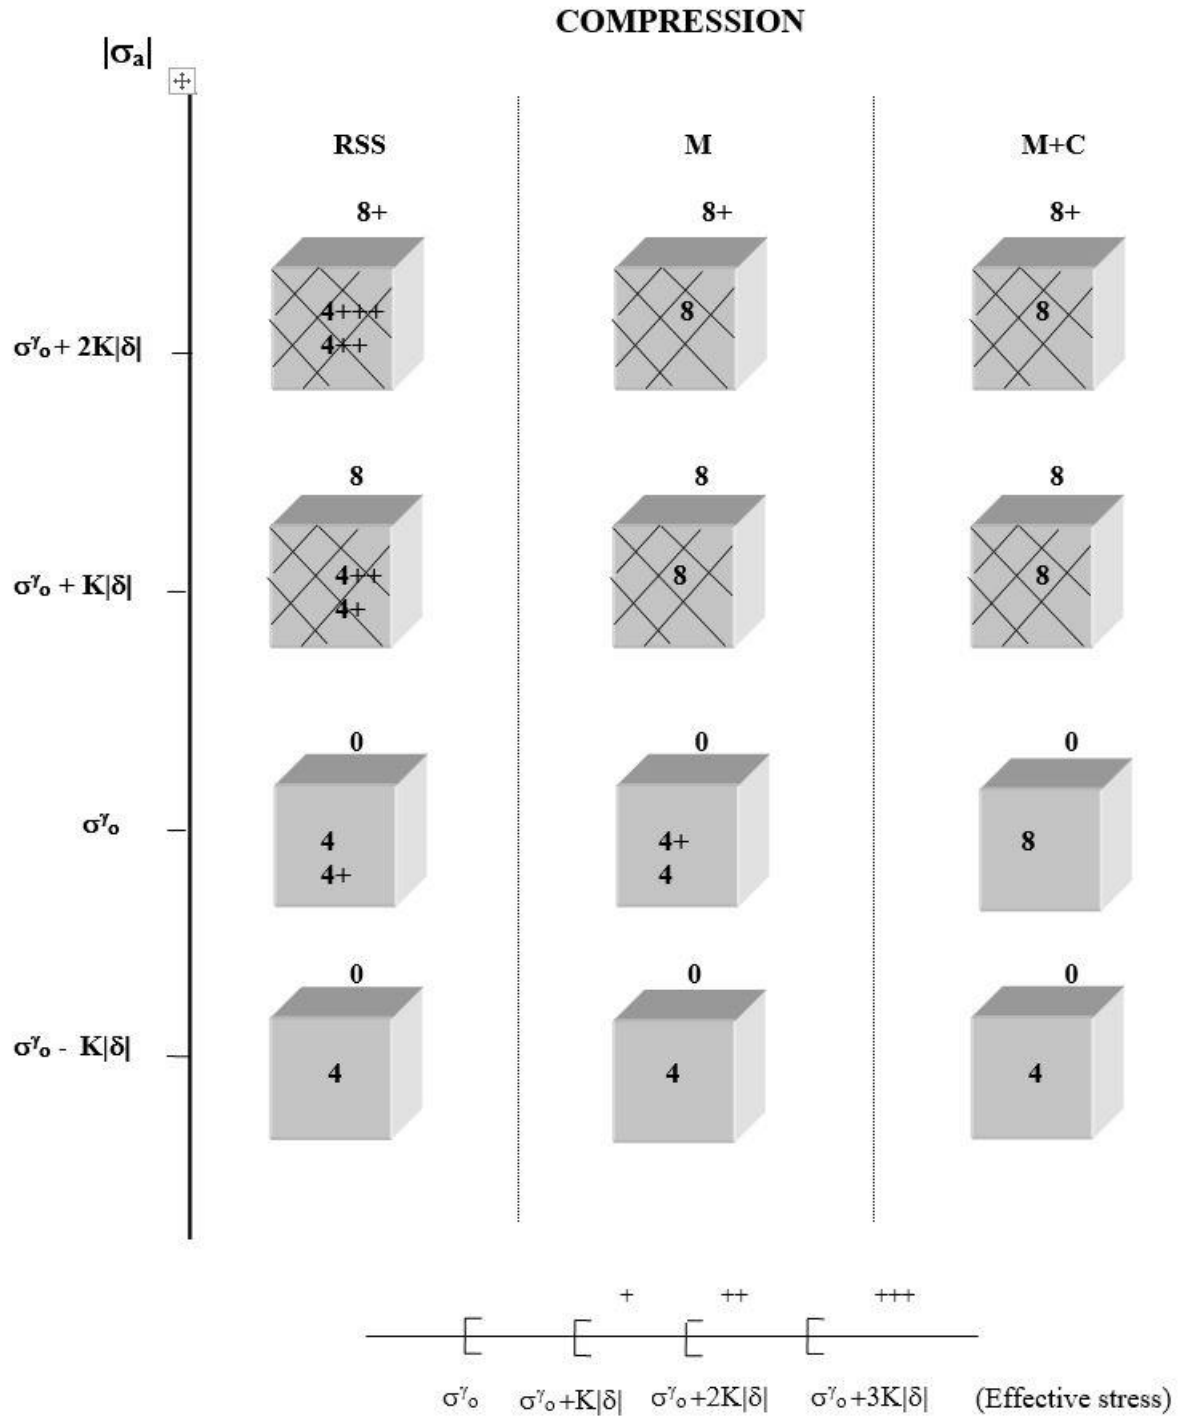 COMPRESSION
|σₐ|
RSS M M+C
8+ 8+ 8+
4+++ 8 8
σᵞₒ + 2K|δ| 4++
8 8 8
σᵞₒ + K|δ| 4++ 8 8
4+
0 0 0
σᵞₒ 4 4+ 8
4+ 4
0 0 0
σᵞₒ - K|δ| 4 4 4
+ ++ +++
σᵞₒ σᵞₒ+K|δ| σᵞₒ+2K|δ| σᵞₒ+3K|δ| (Effective stress)